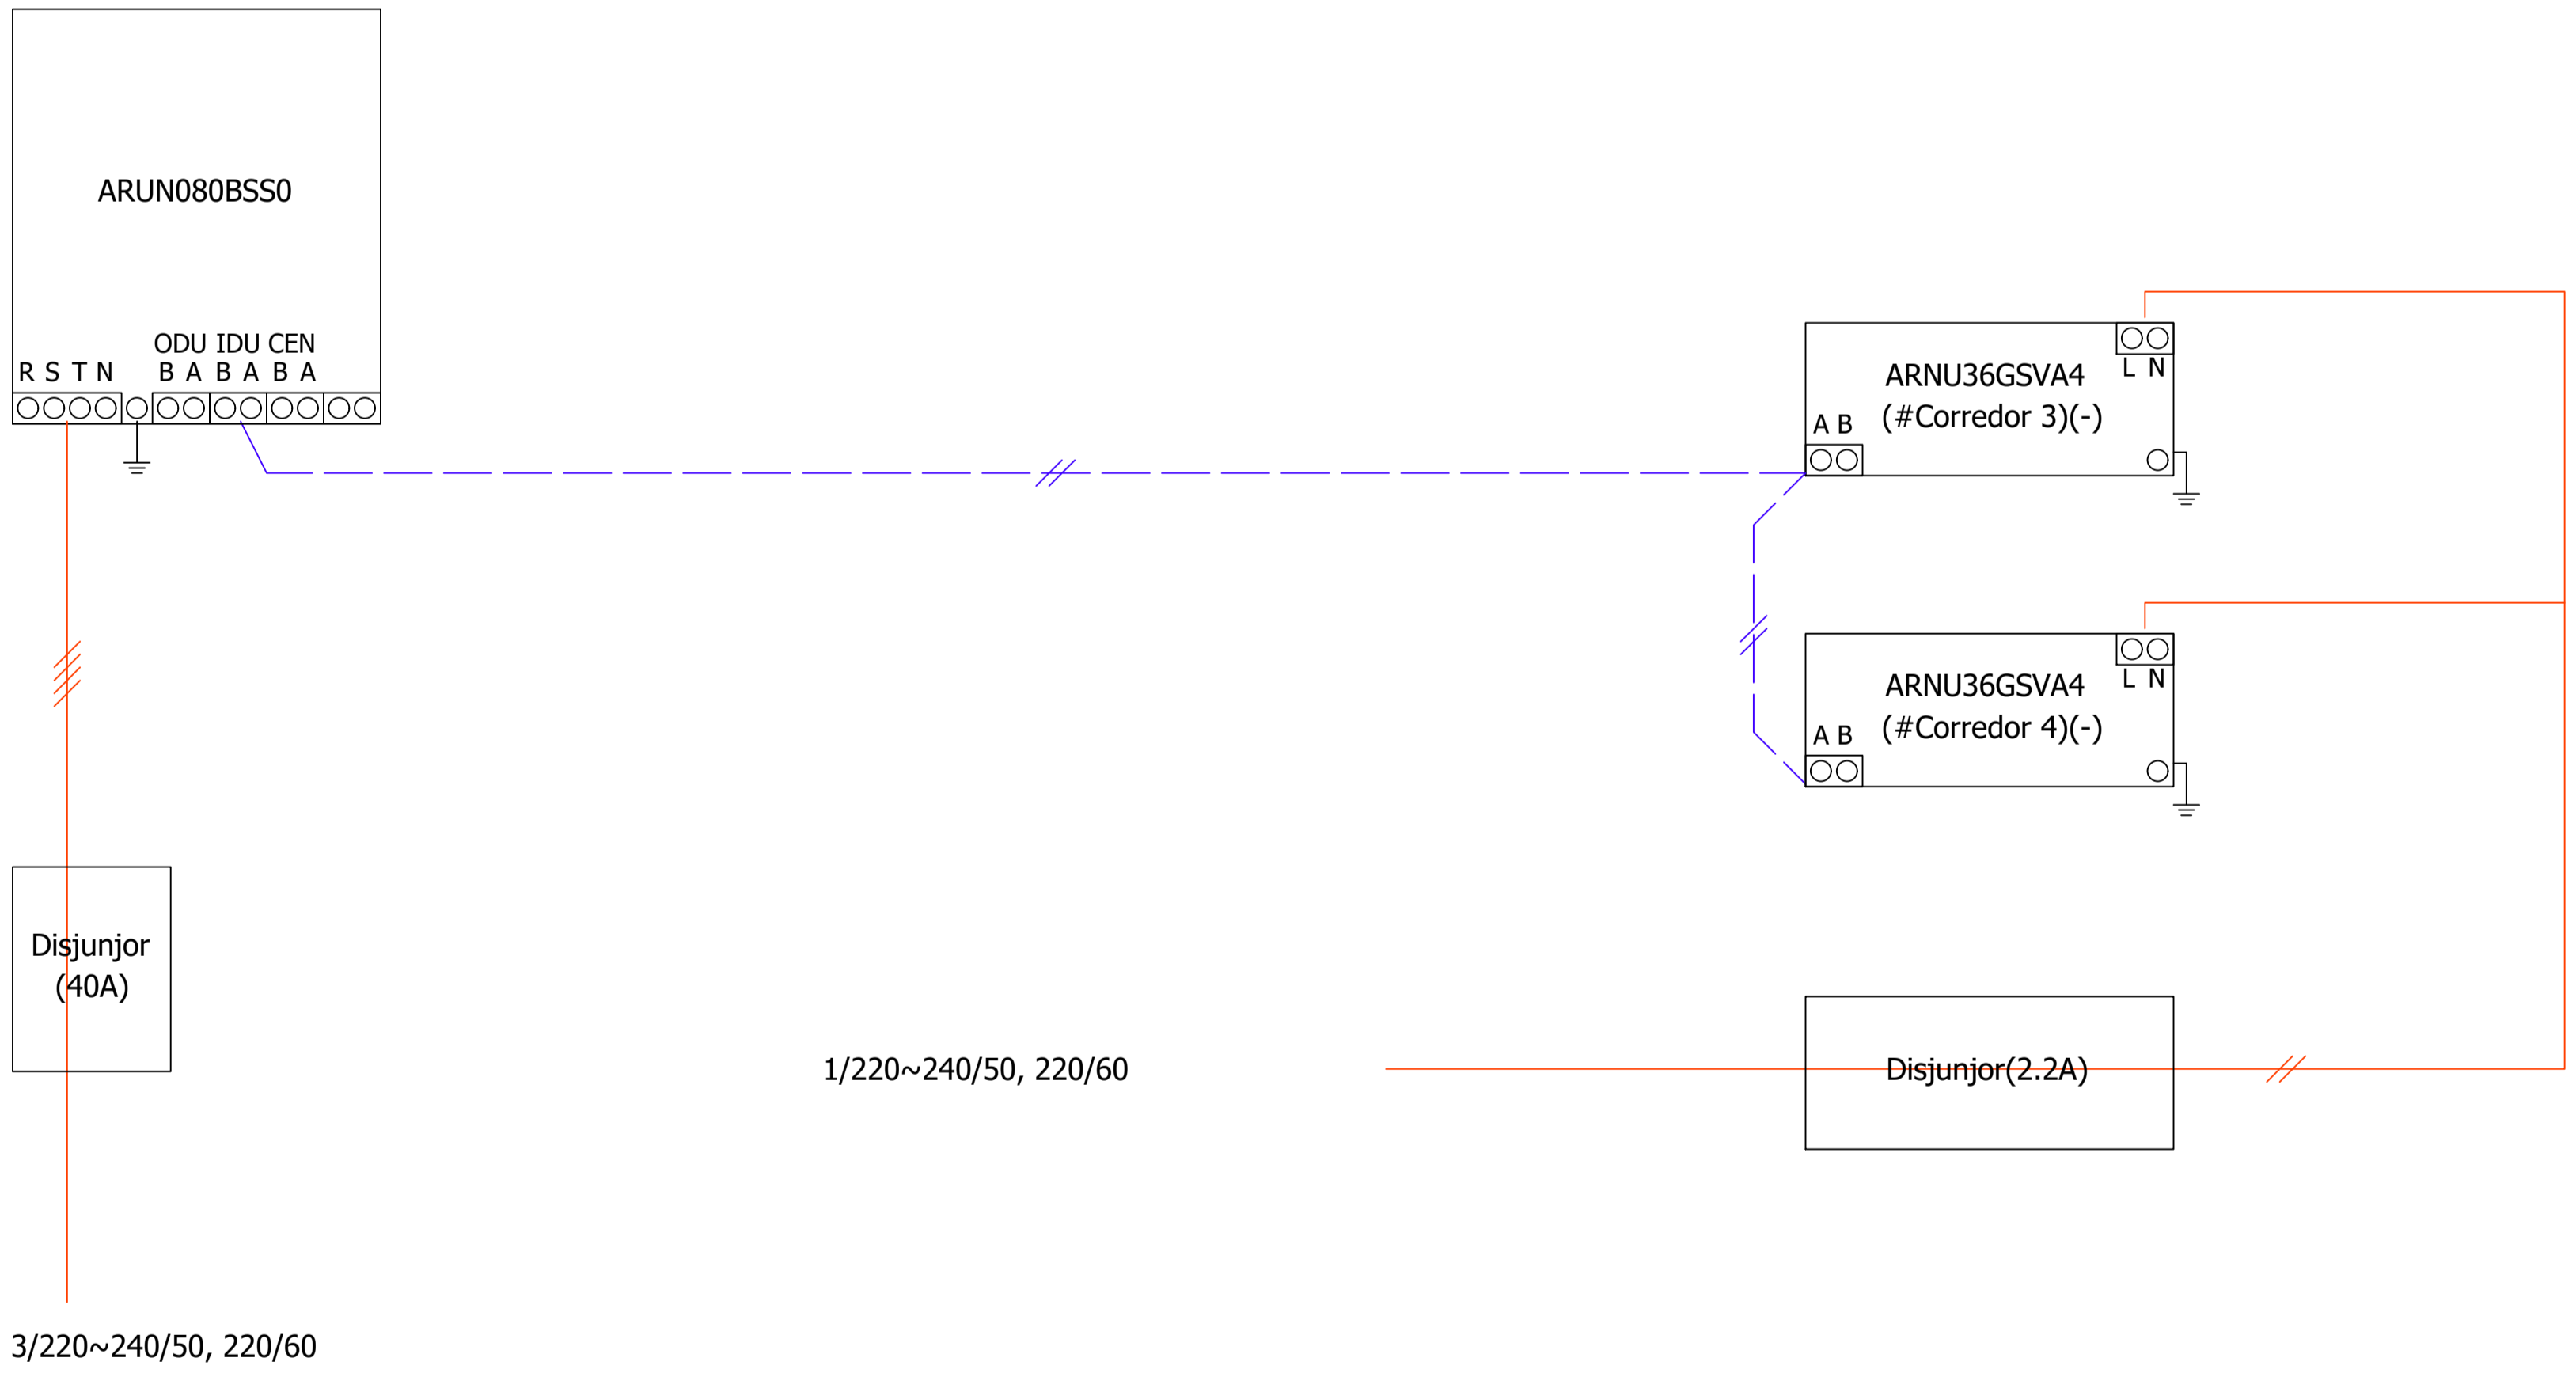 ARUN080BSS0
ODU IDU CEN
R S T N B A B A B A
ARNU36GSVA4
(#Corredor 3)(-)
L N
A B
ARNU36GSVA4
(#Corredor 4)(-)
L N
A B
Disjunjor
(40A)
1/220~240/50, 220/60
Disjunjor(2.2A)
3/220~240/50, 220/60